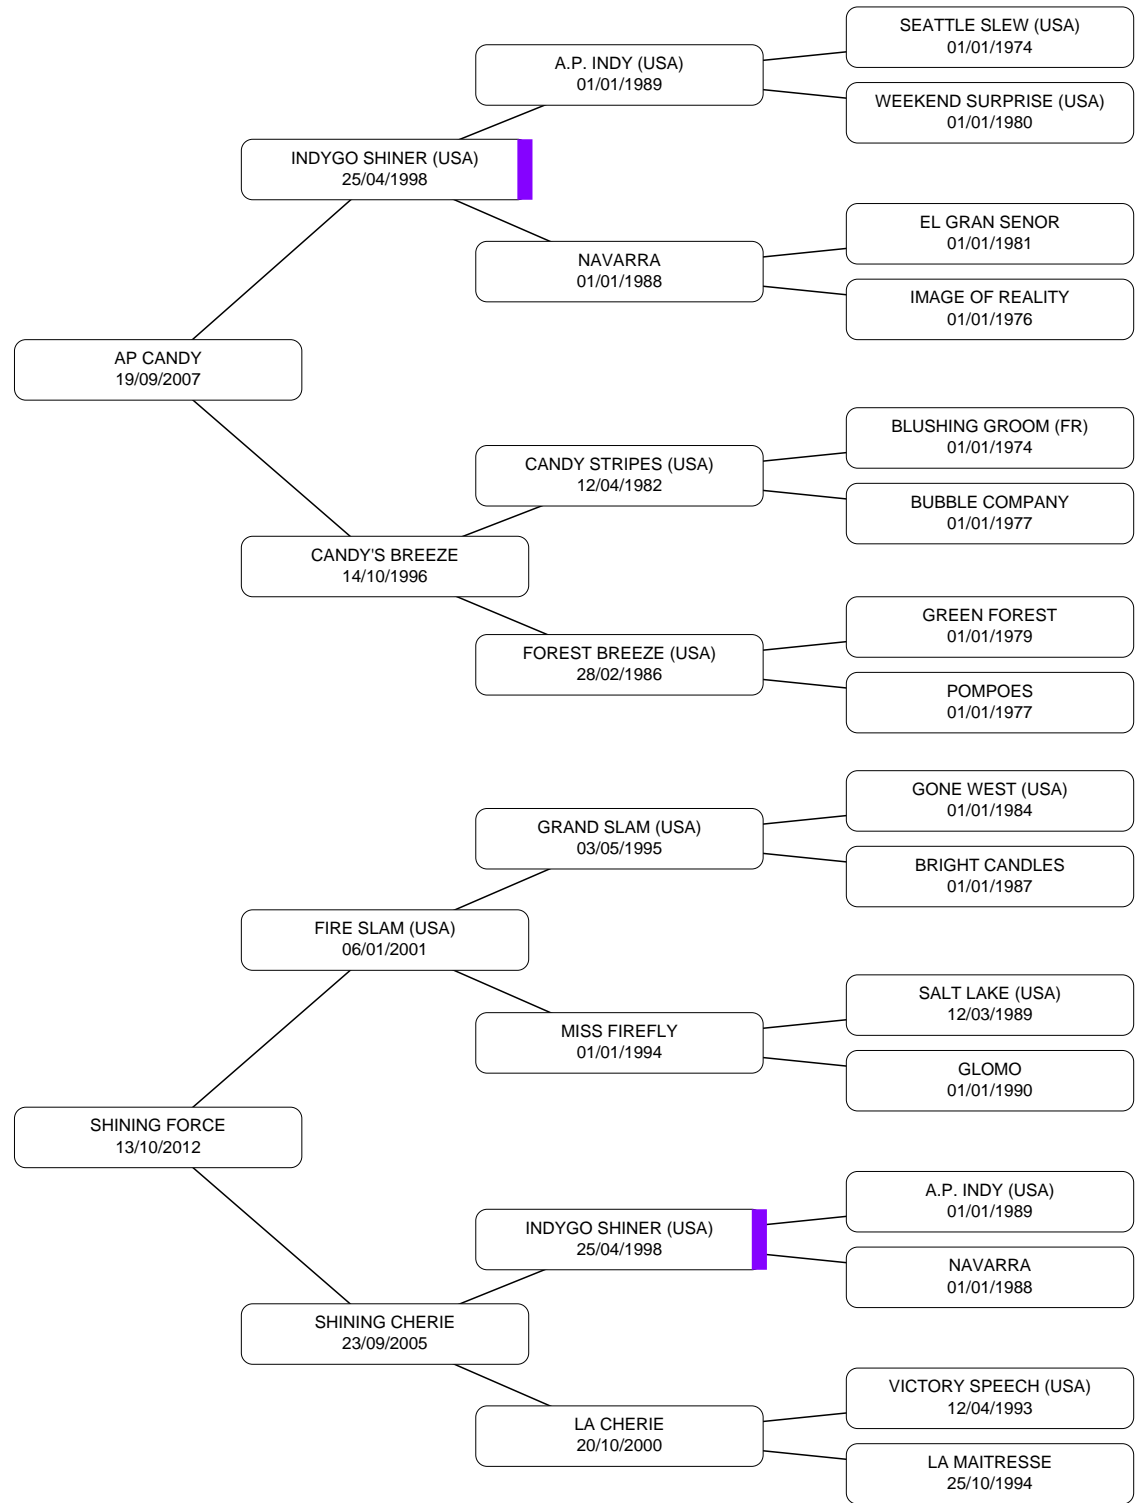 SEATTLE SLEW (USA)
01/01/1974
A.P. INDY (USA)
01/01/1989
WEEKEND SURPRISE (USA)
01/01/1980
INDYGO SHINER (USA)
25/04/1998
EL GRAN SENOR
01/01/1981
NAVARRA
01/01/1988
IMAGE OF REALITY
01/01/1976
AP CANDY
19/09/2007
BLUSHING GROOM (FR)
01/01/1974
CANDY STRIPES (USA)
12/04/1982
BUBBLE COMPANY
01/01/1977
CANDY'S BREEZE
14/10/1996
GREEN FOREST
01/01/1979
FOREST BREEZE (USA)
28/02/1986
POMPOES
01/01/1977
GONE WEST (USA)
01/01/1984
GRAND SLAM (USA)
03/05/1995
BRIGHT CANDLES
01/01/1987
FIRE SLAM (USA)
06/01/2001
SALT LAKE (USA)
12/03/1989
MISS FIREFLY
01/01/1994
GLOMO
01/01/1990
SHINING FORCE
13/10/2012
A.P. INDY (USA)
01/01/1989
INDYGO SHINER (USA)
25/04/1998
NAVARRA
01/01/1988
SHINING CHERIE
23/09/2005
VICTORY SPEECH (USA)
12/04/1993
LA CHERIE
20/10/2000
LA MAITRESSE
25/10/1994